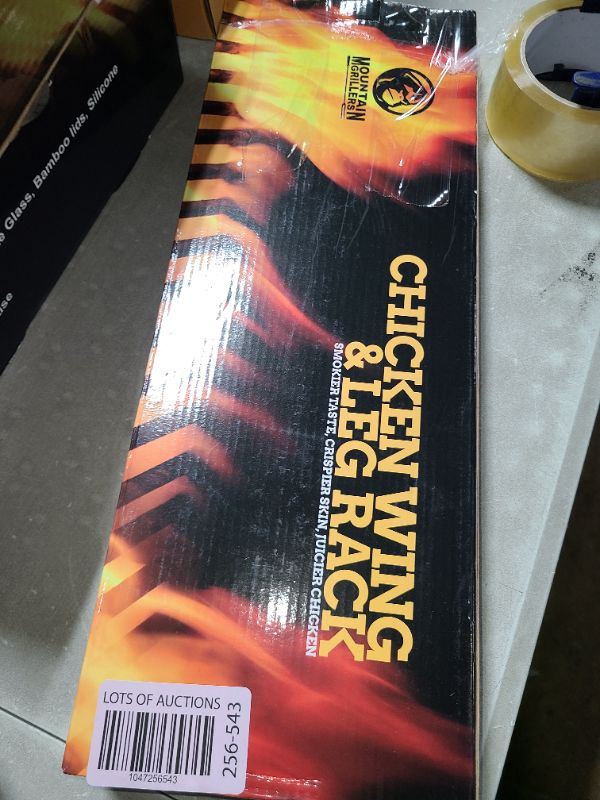 MOUNTAIN
GRILLERS
CHICKEN WING
& LEG RACK
SMOKIER TASTE, CRISPIER SKIN, JUICIER CHICKEN
LOTS OF AUCTIONS
1047256543
256-543
Glass, Bamboo lids, Silicone